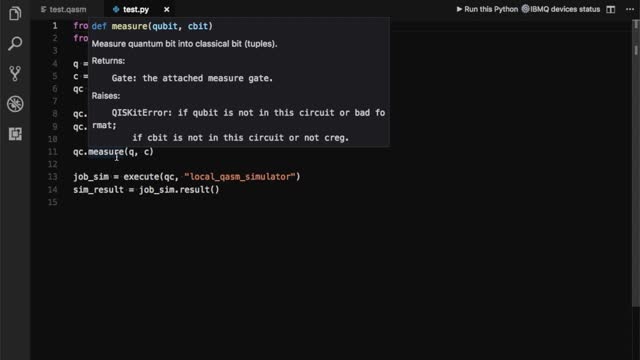 test.qasm
test.py
Run this Python
IBMQ devices status
1 fro
2 fro
3
4 q =
5 c =
6 qc
7
8 qc.
9 qc.
10
11 qc.measure(q, c)
12
13 job_sim = execute(qc, "local_qasm_simulator")
14 sim_result = job_sim.result()
15
def measure(qubit, cbit)
Measure quantum bit into classical bit (tuples).
Returns:
Gate: the attached measure gate.
Raises:
QISKitError: if qubit is not in this circuit or bad fo
rmat;
if cbit is not in this circuit or not creg.